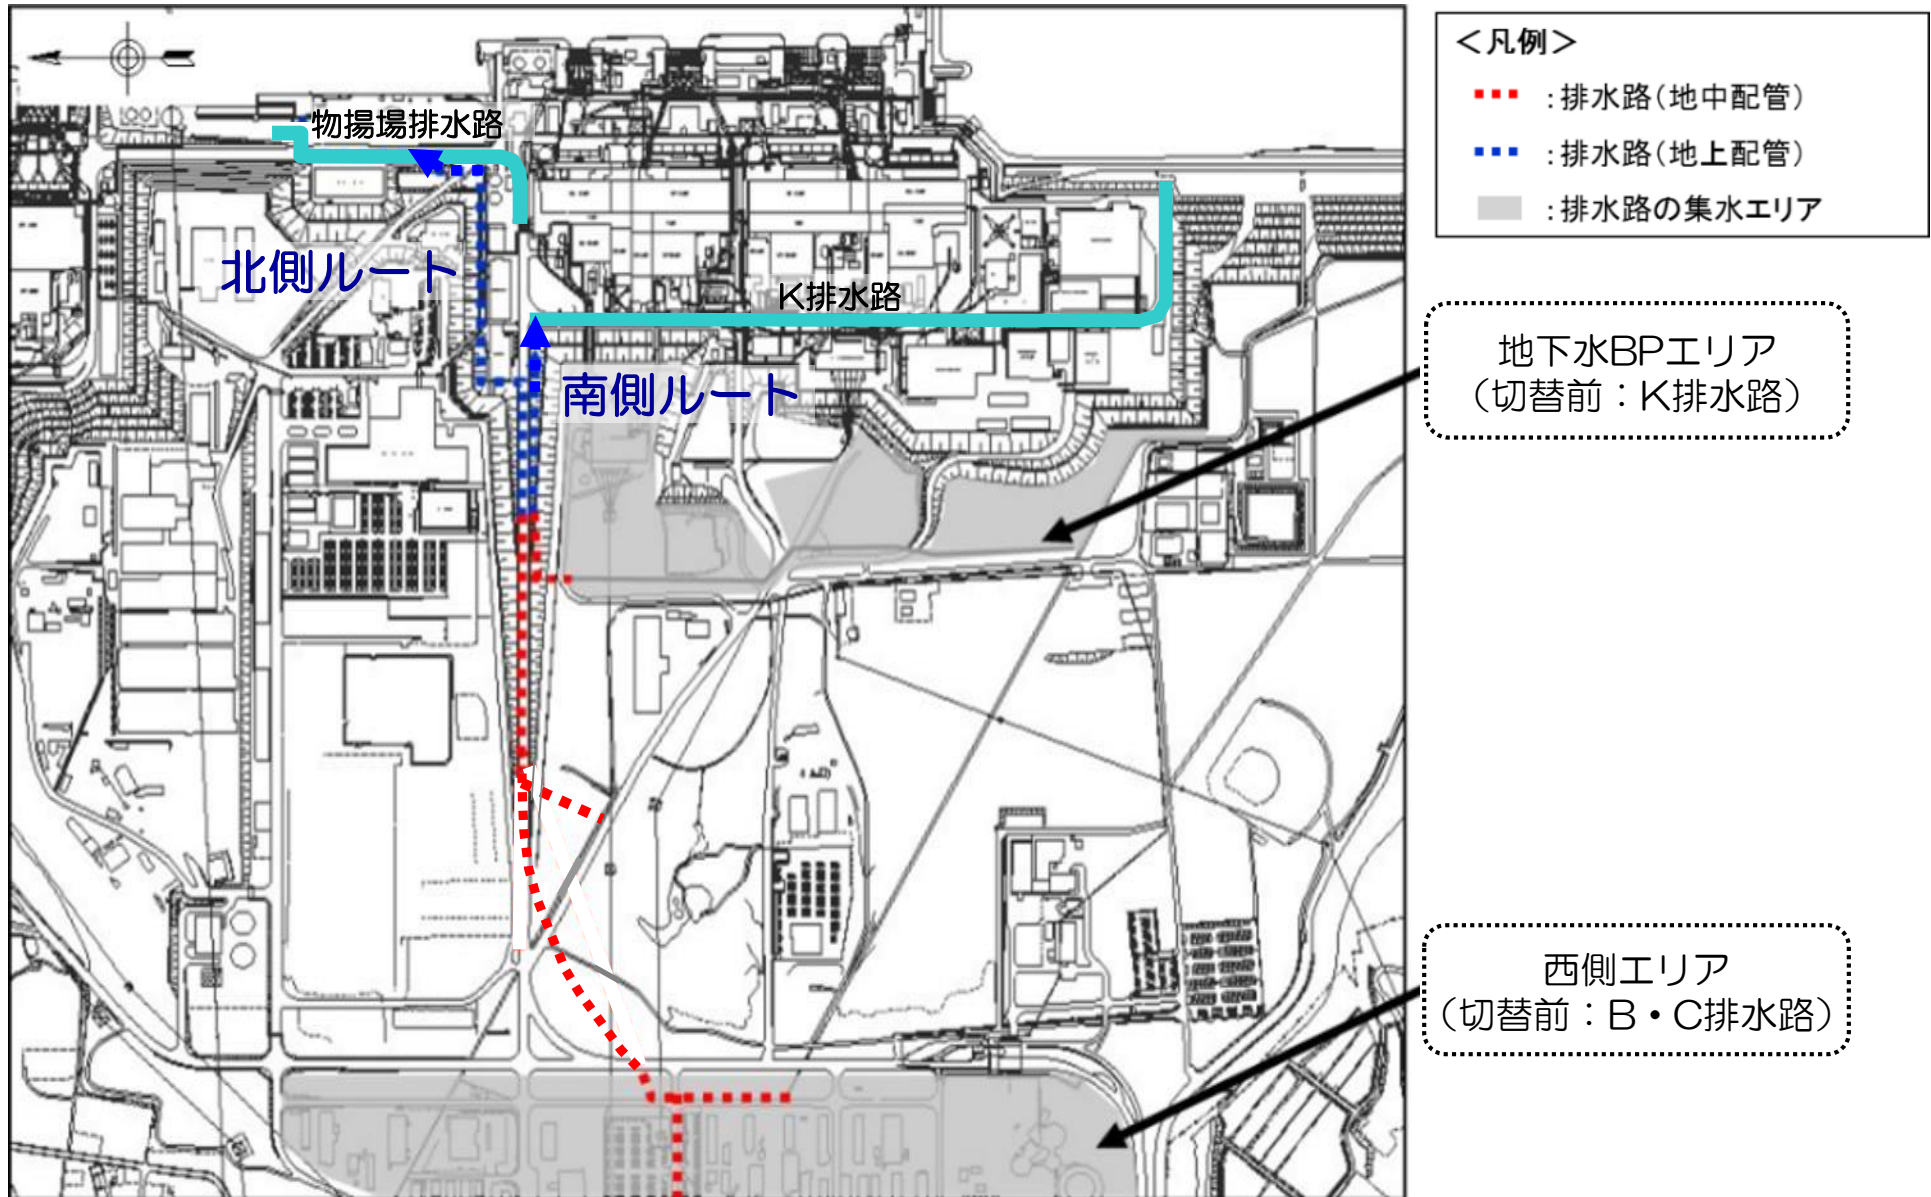 物揚場排水路
北側ルート
K排水路
南側ルート
＜凡例＞
：排水路（地中配管）
：排水路（地上配管）
：排水路の集水エリア
地下水BPエリア
（切替前：K排水路）
西側エリア
（切替前：B・C排水路）